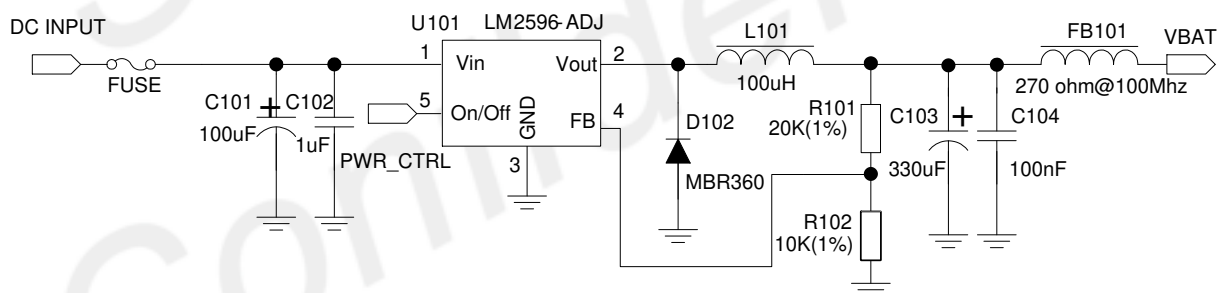 DC INPUT
FUSE
C101
+
100uF
C102
1uF
PWR_CTRL
U101
LM2596-ADJ
1
Vin
Vout
2
5
On/Off
GND
FB
4
3
D102
MBR360
L101
100uH
R101
20K(1%)
R102
10K(1%)
C103
+
330uF
C104
100nF
FB101
270 ohm@100Mhz
VBAT